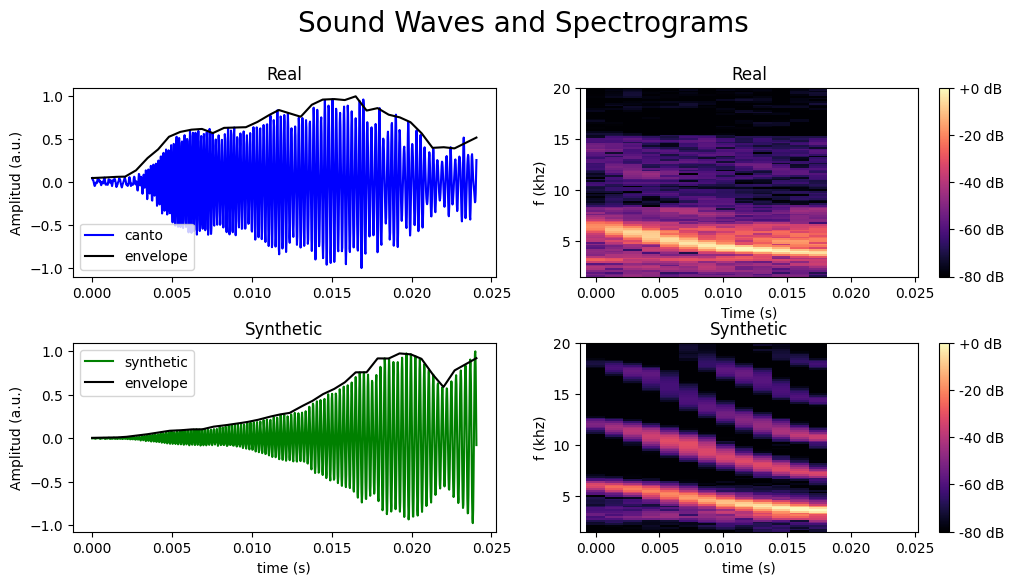 Sound Waves and Spectrograms
Real
Amplitud (a.u.)
1.0
0.5
0.0
−0.5
−1.0
canto
envelope
0.000 0.005 0.010 0.015 0.020 0.025
Real
f (khz)
20
15
10
5
0.000 0.005 0.010 0.015 0.020 0.025
Time (s)
+0 dB
-20 dB
-40 dB
-60 dB
-80 dB
Synthetic
Amplitud (a.u.)
1.0
0.5
0.0
−0.5
−1.0
synthetic
envelope
0.000 0.005 0.010 0.015 0.020 0.025
time (s)
Synthetic
f (khz)
20
15
10
5
0.000 0.005 0.010 0.015 0.020 0.025
time (s)
+0 dB
-20 dB
-40 dB
-60 dB
-80 dB